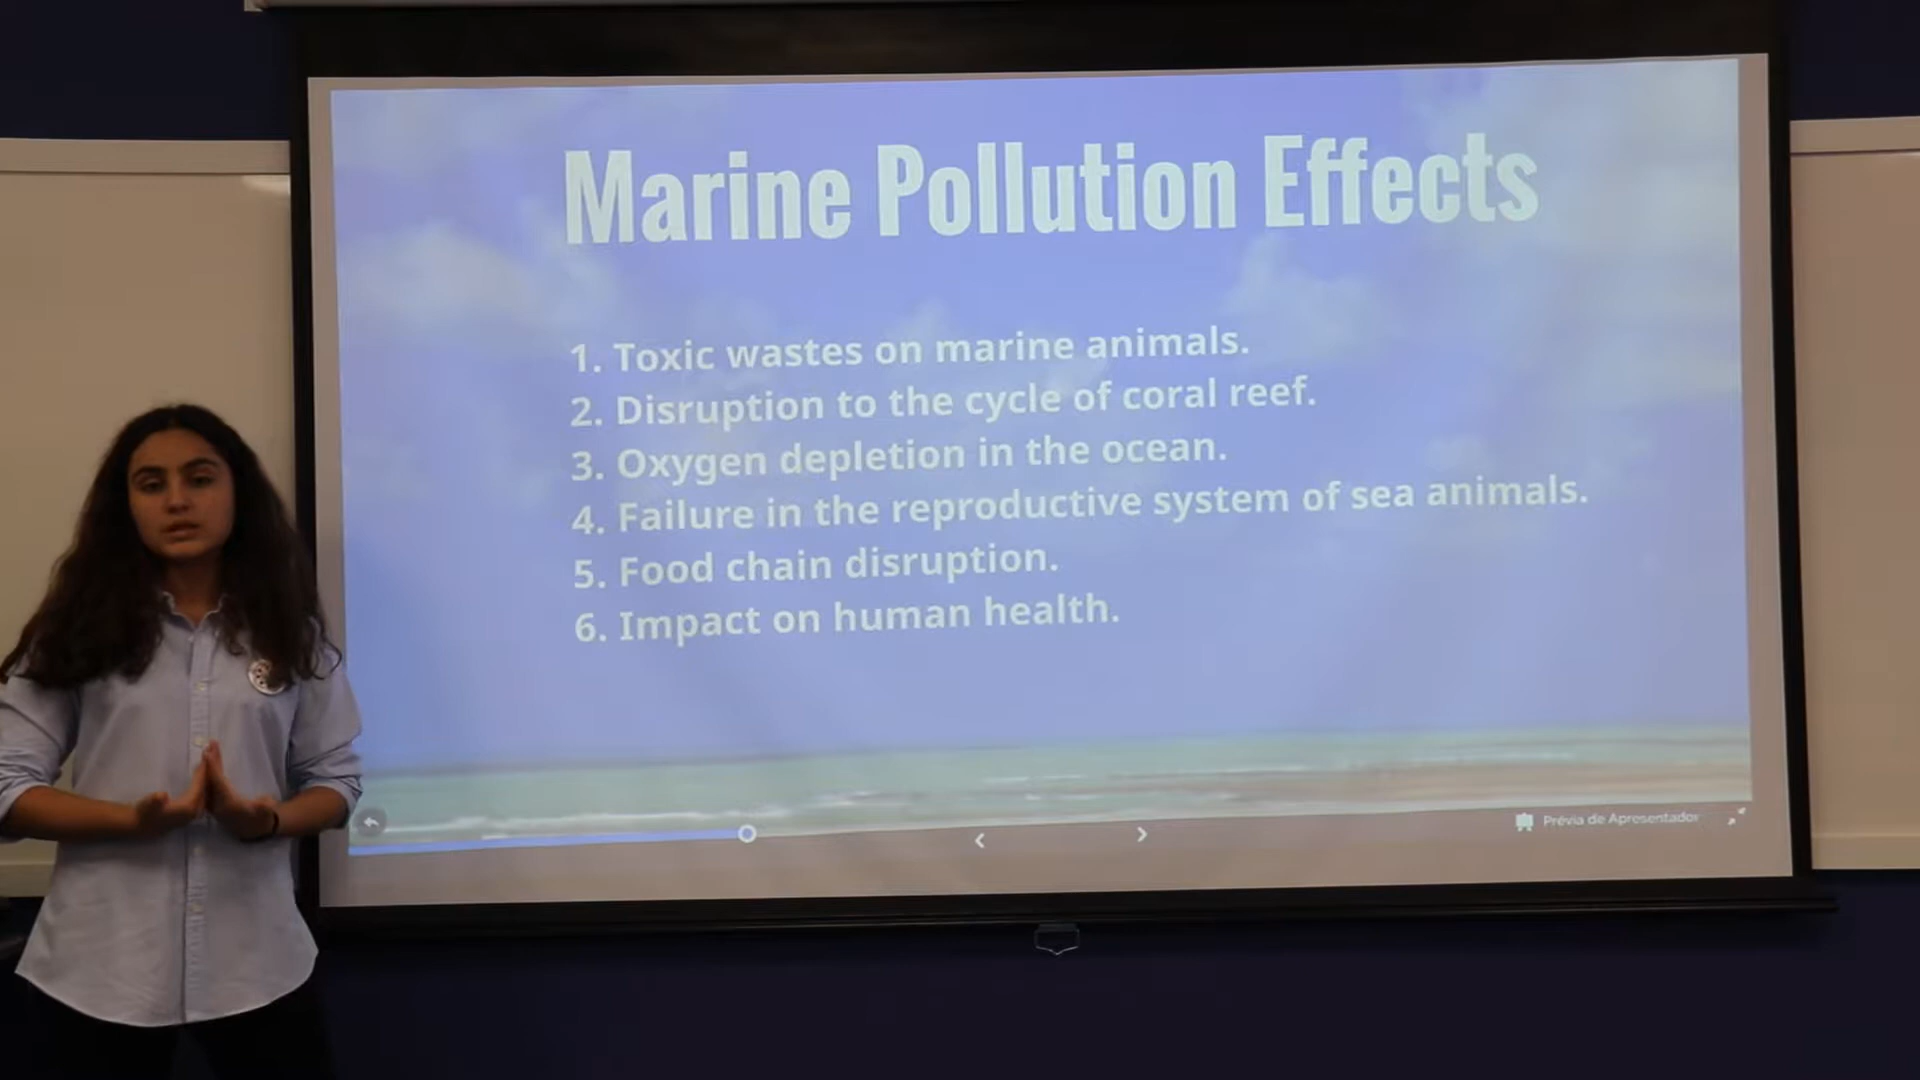 Marine Pollution Effects
1. Toxic wastes on marine animals.
2. Disruption to the cycle of coral reef.
3. Oxygen depletion in the ocean.
4. Failure in the reproductive system of sea animals.
5. Food chain disruption.
6. Impact on human health.
Prévia de Apresentador